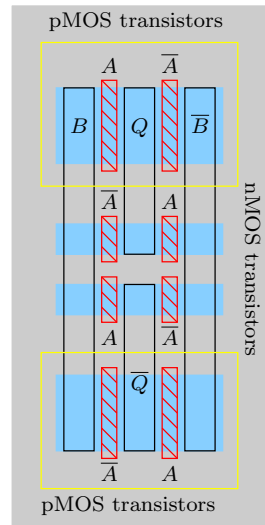 pMOS transistors
A A̅
B Q B̅
A̅ A
nMOS transistors
A A̅
Q̅
A̅ A
pMOS transistors